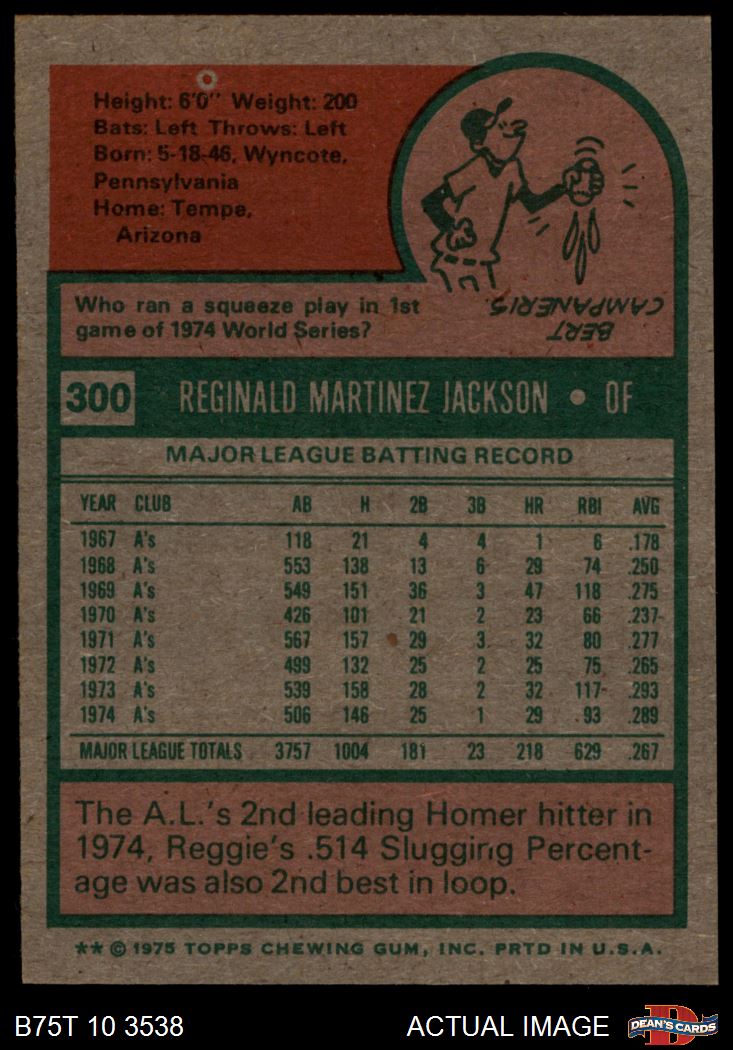 Height: 6'0" Weight: 200
Bats: Left Throws: Left
Born: 5-18-46, Wyncote,
Pennsylvania
Home: Tempe,
Arizona
Who ran a squeeze play in 1st
game of 1974 World Series?
BERT
CAMPANERIS.
300 REGINALD MARTINEZ JACKSON • OF
MAJOR LEAGUE BATTING RECORD
YEAR CLUB AB H 2B 3B HR RBI AVG
1967 A's 118 21 4 4 1 6 .178
1968 A's 553 138 13 6 29 74 .250
1969 A's 549 151 36 3 47 118 .275
1970 A's 426 101 21 2 23 66 .237
1971 A's 567 157 29 3 32 80 .277
1972 A's 499 132 25 2 25 75 .265
1973 A's 539 158 28 2 32 117 .293
1974 A's 506 146 25 1 29 93 .289
MAJOR LEAGUE TOTALS 3757 1004 181 23 218 629 .267
The A.L.'s 2nd leading Homer hitter in
1974, Reggie's .514 Slugging Percent-
age was also 2nd best in loop.
** © 1975 TOPPS CHEWING GUM, INC. PRTD IN U.S.A.
B75T 10 3538 ACTUAL IMAGE DEAN'S CARDS